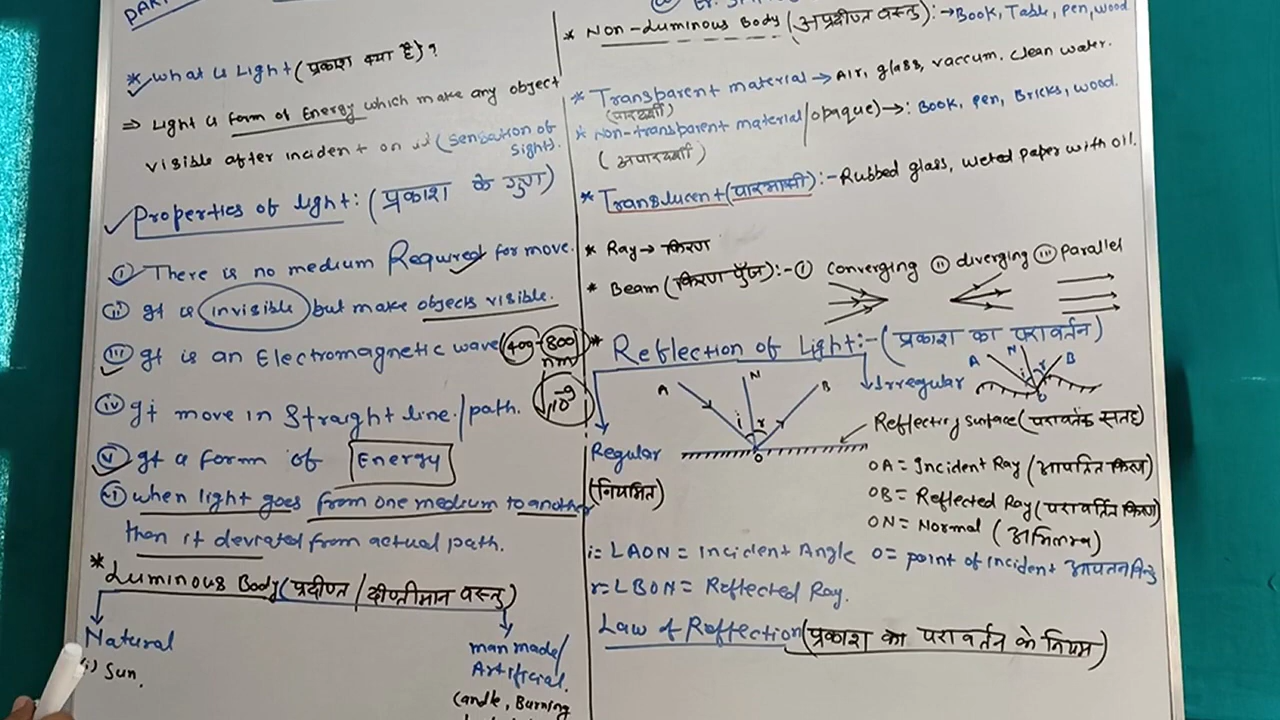 PART
* What is Light (प्रकाश क्या है)?
⇒ Light is form of Energy which make any object
visible after incident on it (Sensation of
Sight).
Properties of light: (प्रकाश के गुण)
(i) There is no medium Required for move.
(ii) It is invisible but make objects visible.
(iii) It is an Electromagnetic wave 400-800
nm
10⁻⁹
(iv) It move in Straight line/path.
(v) It a form of Energy
(vi) when light goes from one medium to another
then it deviated from actual path.
* Luminous Body (प्रदीप्त / दीप्तीमान वस्तु)
Natural
(i) Sun.
man made/
Artificial.
Candle, Burning
* Non-Luminous Body (अप्रदीप्त वस्तु): → Book, Table, Pen, wood
* Transparent material → Air, glass, vaccum. clean water.
(पारदर्शी)
* Non-transparent material/opaque) →: Book, Pen, Bricks, wood.
(अपारदर्शी)
* Translucent (पारभासी):- Rubbed glass, Weted Paper with oil.
* Ray → किरण
* Beam (किरण पुँज):- (i) Converging (ii) diverging (iii) Parallel
* Reflection of Light:- (प्रकाश का परावर्तन)
A N B
i r
O
Irregular
A N B
i r
O
Reflecting surface (परावर्तक सतह)
Regular
(नियमित)
OA = Incident Ray (आपतित किरण)
OB = Reflected Ray (परावर्तित किरण)
ON = Normal (अभिलम्ब)
i = ∠AON = Incident Angle O = point of incident आपतन बिन्दु
r = ∠BON = Reflected Ray.
Law of Reflection (प्रकाश का परावर्तन के नियम)